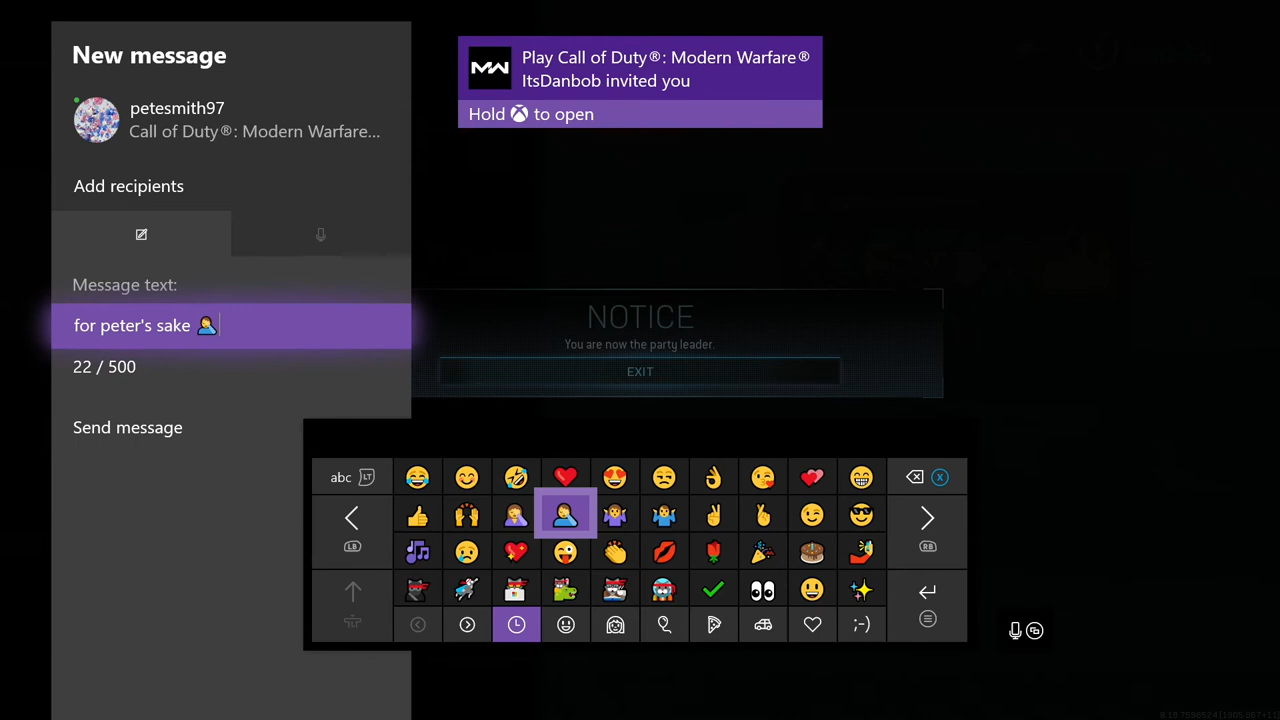 New message
petesmith97
Call of Duty®: Modern Warfare...
Add recipients
Message text:
for peter's sake 🤦‍♂️
22 / 500
Send message
MW
Play Call of Duty®: Modern Warfare®
ItsDanbob invited you
Hold to open
NOTICE
You are now the party leader.
EXIT
abc LT
X
LB
RB
;-)